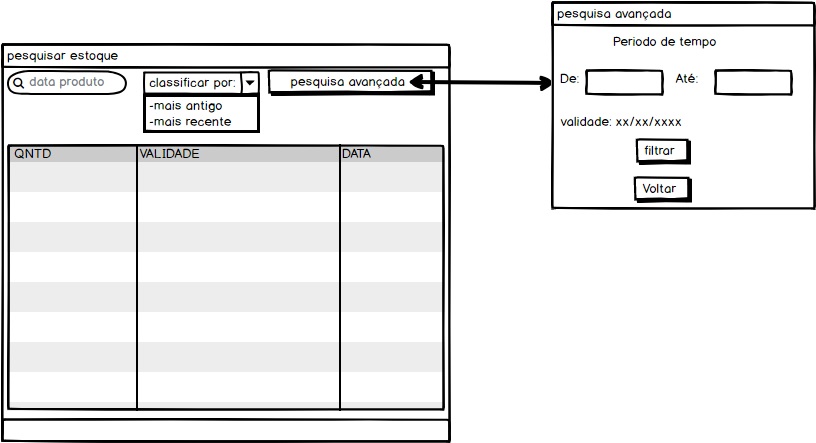 pesquisar estoque
data produto
classificar por:
pesquisa avançada
-mais antigo
-mais recente
QNTD
VALIDADE
DATA
pesquisa avançada
Periodo de tempo
De:
Até:
validade: xx/xx/xxxx
filtrar
Voltar